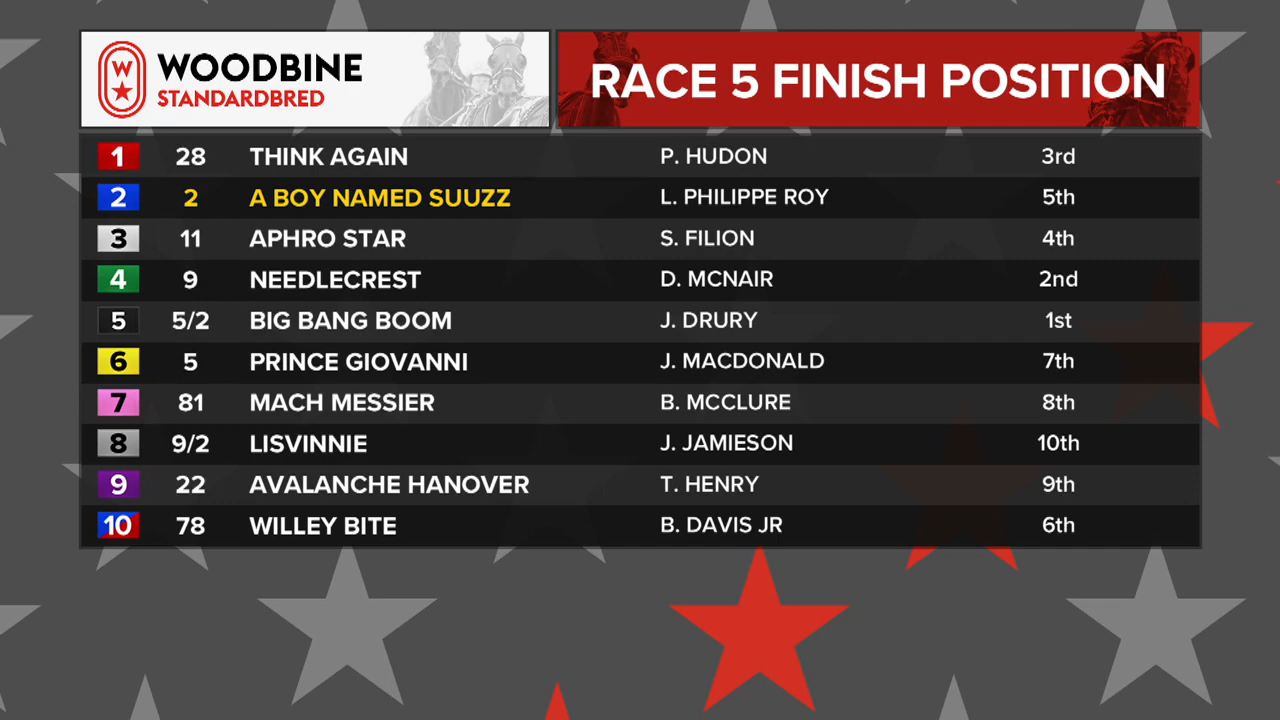 W
WOODBINE
STANDARDBRED
RACE 5 FINISH POSITION
1 28 THINK AGAIN P. HUDON 3rd
2 2 A BOY NAMED SUUZZ L. PHILIPPE ROY 5th
3 11 APHRO STAR S. FILION 4th
4 9 NEEDLECREST D. MCNAIR 2nd
5 5/2 BIG BANG BOOM J. DRURY 1st
6 5 PRINCE GIOVANNI J. MACDONALD 7th
7 81 MACH MESSIER B. MCCLURE 8th
8 9/2 LISVINNIE J. JAMIESON 10th
9 22 AVALANCHE HANOVER T. HENRY 9th
10 78 WILLEY BITE B. DAVIS JR 6th